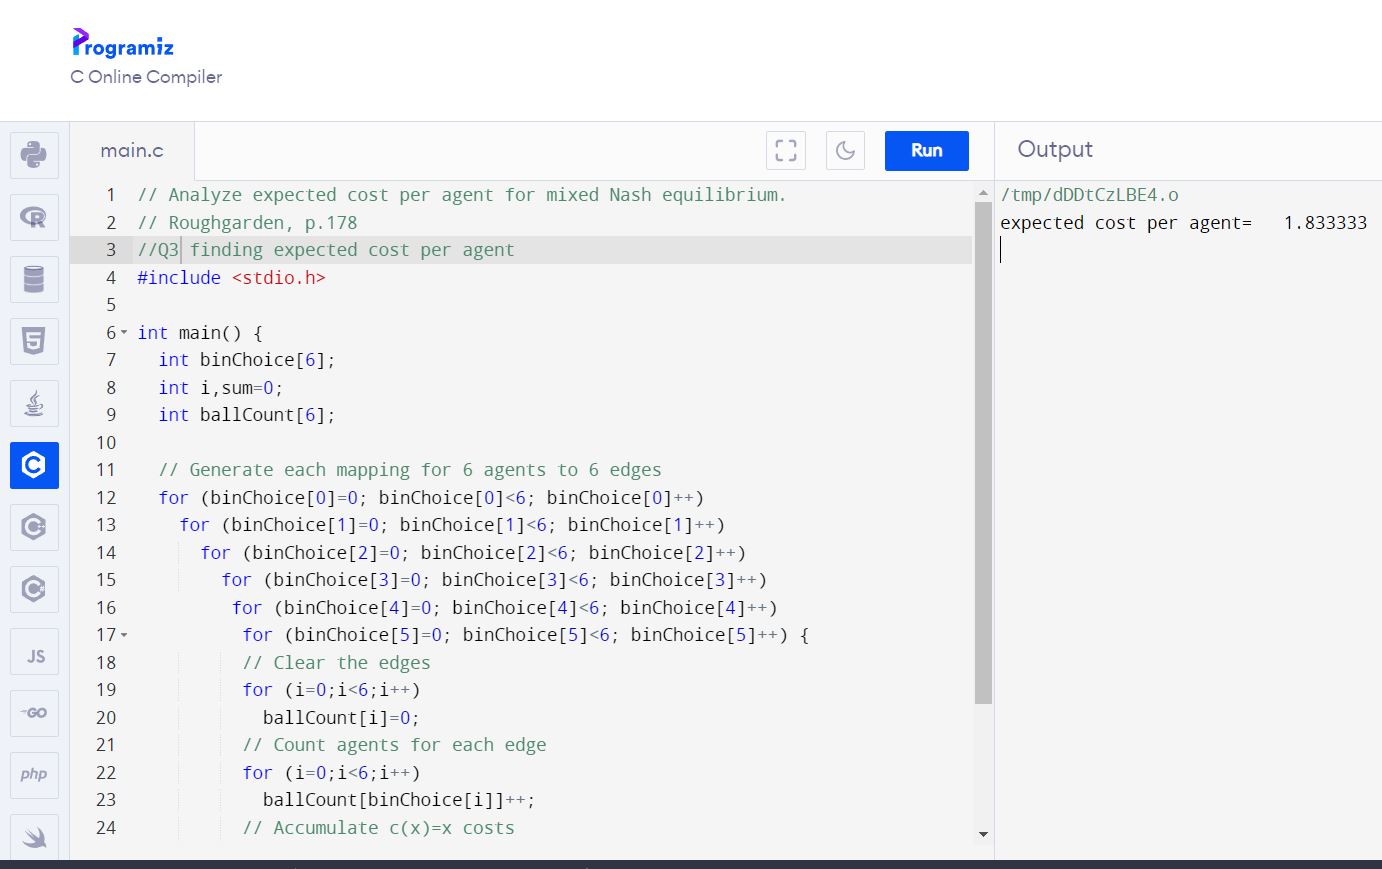 Programiz
C Online Compiler
main.c
Run
Output
1 // Analyze expected cost per agent for mixed Nash equilibrium.
2 // Roughgarden, p.178
3 //Q3 finding expected cost per agent
4 #include <stdio.h>
5
6 int main() {
7 int binChoice[6];
8 int i,sum=0;
9 int ballCount[6];
10
11 // Generate each mapping for 6 agents to 6 edges
12 for (binChoice[0]=0; binChoice[0]<6; binChoice[0]++)
13 for (binChoice[1]=0; binChoice[1]<6; binChoice[1]++)
14 for (binChoice[2]=0; binChoice[2]<6; binChoice[2]++)
15 for (binChoice[3]=0; binChoice[3]<6; binChoice[3]++)
16 for (binChoice[4]=0; binChoice[4]<6; binChoice[4]++)
17 for (binChoice[5]=0; binChoice[5]<6; binChoice[5]++) {
18 // Clear the edges
19 for (i=0;i<6;i++)
20 ballCount[i]=0;
21 // Count agents for each edge
22 for (i=0;i<6;i++)
23 ballCount[binChoice[i]]++;
24 // Accumulate c(x)=x costs
/tmp/dDDtCzLBE4.o
expected cost per agent= 1.833333
R
5
C
C
C
JS
GO
php